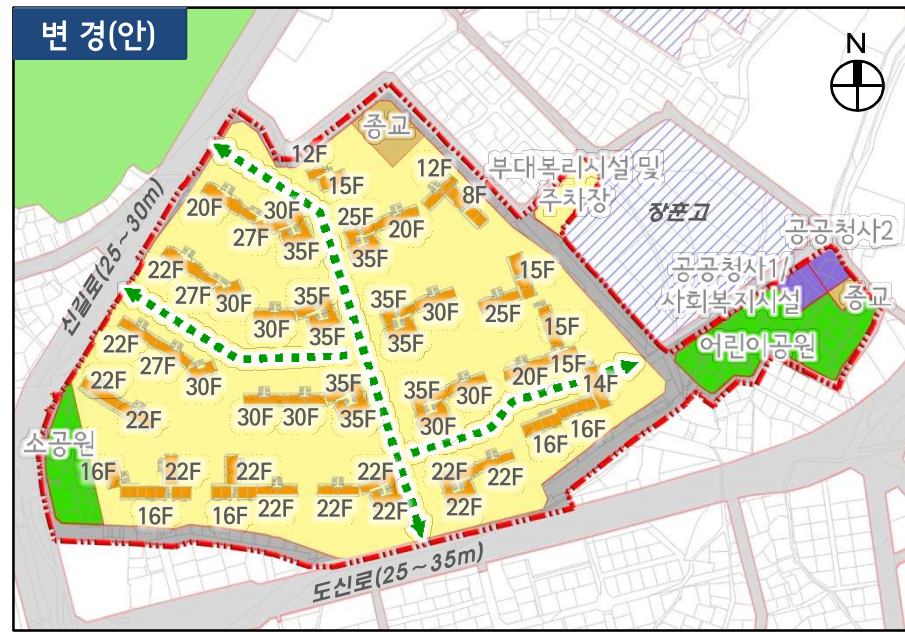 변 경(안)
N
종교
12F
15F
12F
8F
부대복리시설 및
주차장
장훈고
20F
30F
27F
35F
25F
20F
35F
공공청사2
공공청사1/
사회복지시설
종교
어린이공원
신길로(25~30m)
22F
27F
30F
15F
25F
15F
35F
30F
35F
35F
30F
35F
22F
27F
30F
22F
22F
35F
30F
30F
35F
35F
30F
30F
20F
15F
14F
16F
16F
소공원
16F
22F
16F
22F
16F
22F
22F
22F
22F
22F
22F
22F
도신로(25~35m)